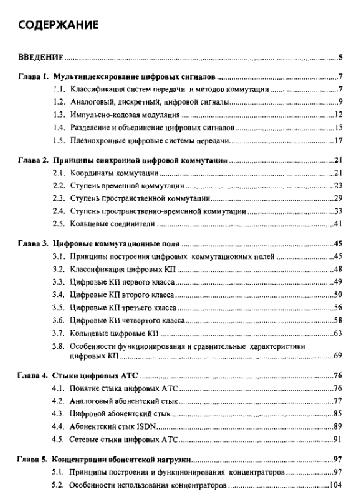 СОДЕРЖАНИЕ
ВВЕДЕНИЕ 5
Глава 1. Мультиплексирование цифровых сигналов 7
1.1. Классификация систем передачи и методов коммутации 7
1.2. Аналоговый, дискретный, цифровой сигналы 9
1.3. Импульсно-кодовая модуляция 12
1.4. Разделение и объединение цифровых сигналов 15
1.5. Плезиохронные цифровые системы передачи 17
Глава 2. Принципы синхронной цифровой коммутации 21
2.1. Координаты коммутации 21
2.2. Ступень временной коммутации 23
2.3. Ступень пространственной коммутации 29
2.4. Ступень пространственно-временной коммутации 33
2.5. Кольцевые соединители 41
Глава 3. Цифровые коммутационные поля 45
3.1. Принципы построения цифровых коммутационных полей 45
3.2. Классификация цифровых КП 48
3.3. Цифровые КП первого класса 49
3.4. Цифровые КП второго класса 50
3.5. Цифровые КП третьего класса 56
3.6. Цифровые КП четвертого класса 58
3.7. Кольцевые цифровые КП 63
3.8. Особенности функционирования и сравнительные характеристики
цифровых КП 69
Глава 4. Стыки цифровых АТС 76
4.1. Понятие стыка цифровых АТС 76
4.2. Аналоговый абонентский стык 77
4.3. Цифровой абонентский стык 85
4.4. Абонентский стык ISDN 89
4.5. Сетевые стыки цифровых АТС 91
Глава 5. Концентрация абонентской нагрузки 97
5.1. Принципы построения и функционирования концентраторов 97
5.2. Особенности использования концентраторов 104